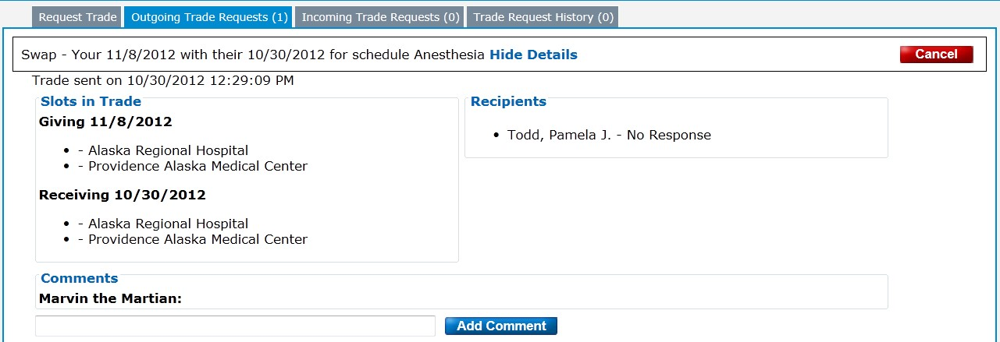 Request Trade
Outgoing Trade Requests (1)
Incoming Trade Requests (0)
Trade Request History (0)
Swap - Your 11/8/2012 with their 10/30/2012 for schedule Anesthesia Hide Details
Cancel
Trade sent on 10/30/2012 12:29:09 PM
Slots in Trade
Giving 11/8/2012
- Alaska Regional Hospital
- Providence Alaska Medical Center
Receiving 10/30/2012
- Alaska Regional Hospital
- Providence Alaska Medical Center
Recipients
Todd, Pamela J. - No Response
Comments
Marvin the Martian:
Add Comment